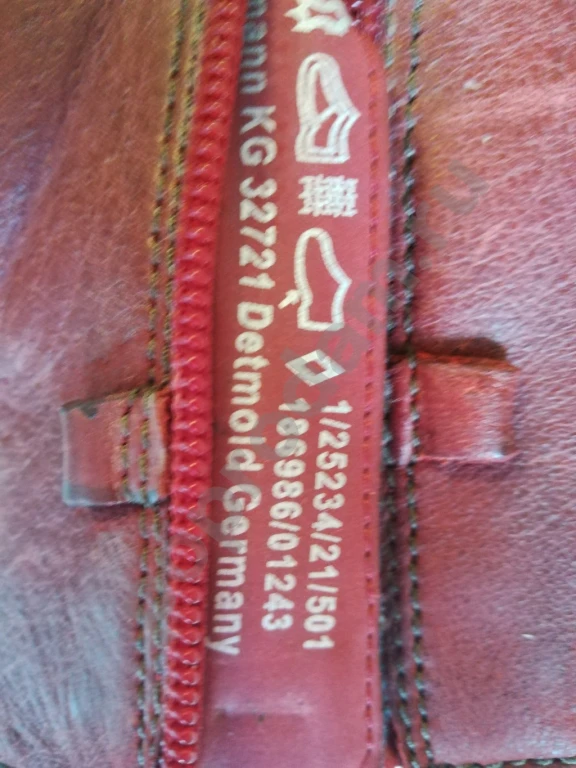 1/25234/21/501
186986/01243
mann KG 32721 Detmold Germany